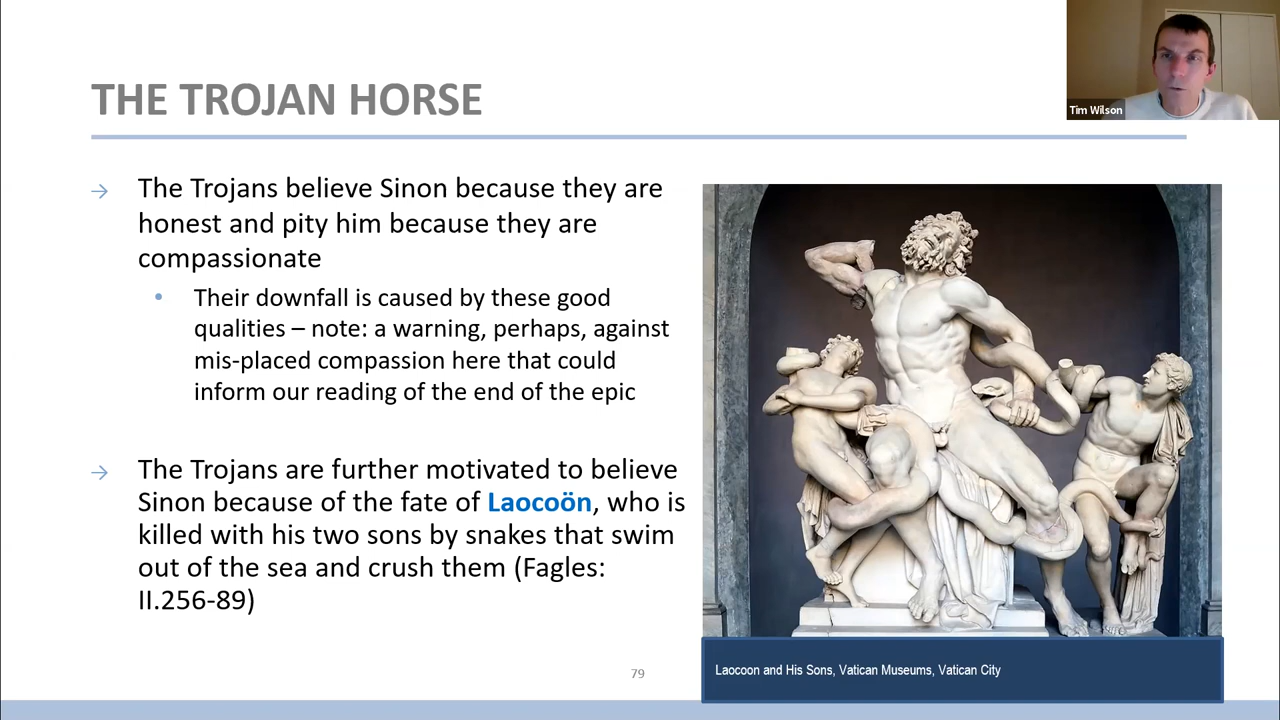 THE TROJAN HORSE
Tim Wilson
→ The Trojans believe Sinon because they are
honest and pity him because they are
compassionate
• Their downfall is caused by these good
qualities – note: a warning, perhaps, against
mis-placed compassion here that could
inform our reading of the end of the epic
→ The Trojans are further motivated to believe
Sinon because of the fate of Laocoön, who is
killed with his two sons by snakes that swim
out of the sea and crush them (Fagles:
II.256-89)
Laocoon and His Sons, Vatican Museums, Vatican City
79